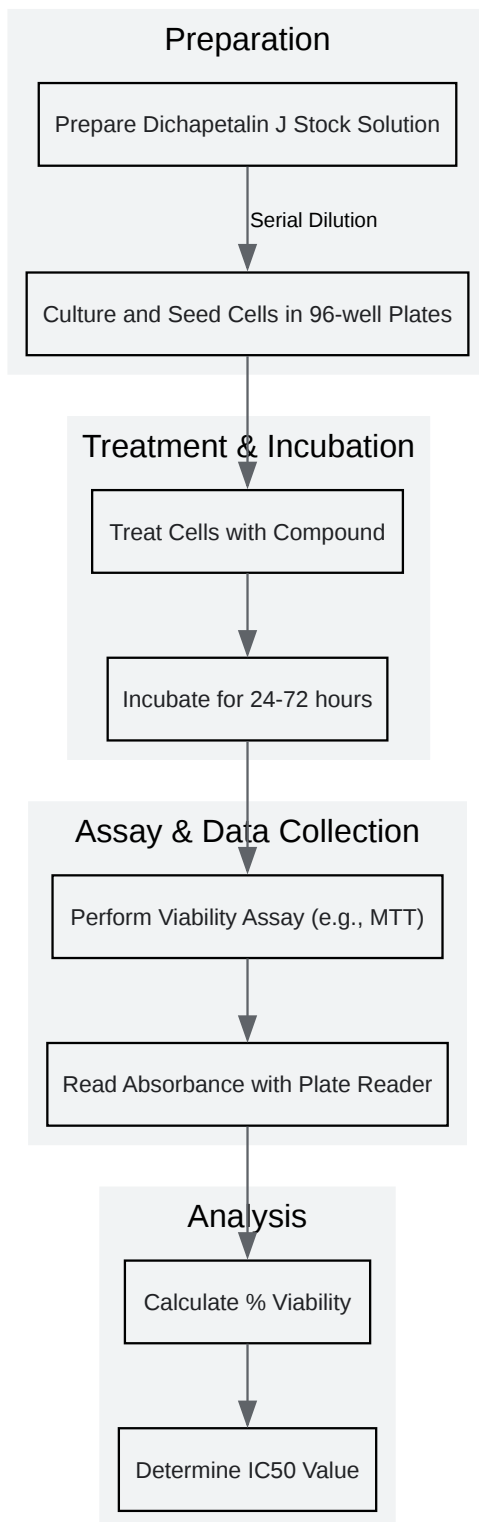 Preparation
Prepare Dichapetalin J Stock Solution
Serial Dilution
Culture and Seed Cells in 96-well Plates
Treatment & Incubation
Treat Cells with Compound
Incubate for 24-72 hours
Assay & Data Collection
Perform Viability Assay (e.g., MTT)
Read Absorbance with Plate Reader
Analysis
Calculate % Viability
Determine IC50 Value